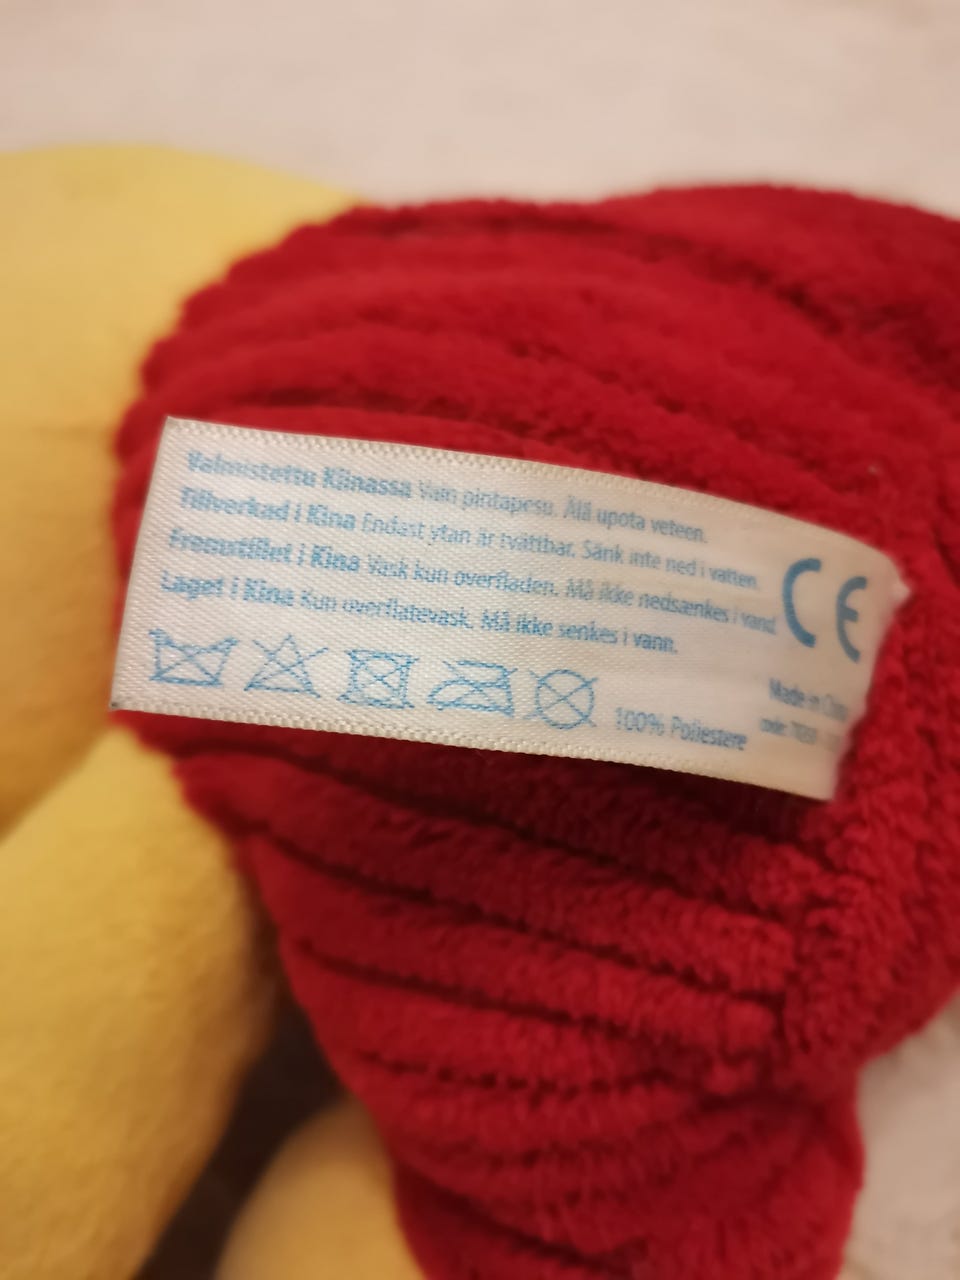 Valmistettu Kiinassa Vain pintapesu. Älä upota veteen.
Tillverkad i Kina Endast ytan är tvättbar. Sänk inte ned i vatten.
Fremstillet i Kina Vask kun overfladen. Må ikke nedsænkes i vand.
Laget i Kina Kun overflatevask. Må ikke senkes i vann.
CE
100% Poliestere
Made in China
code: